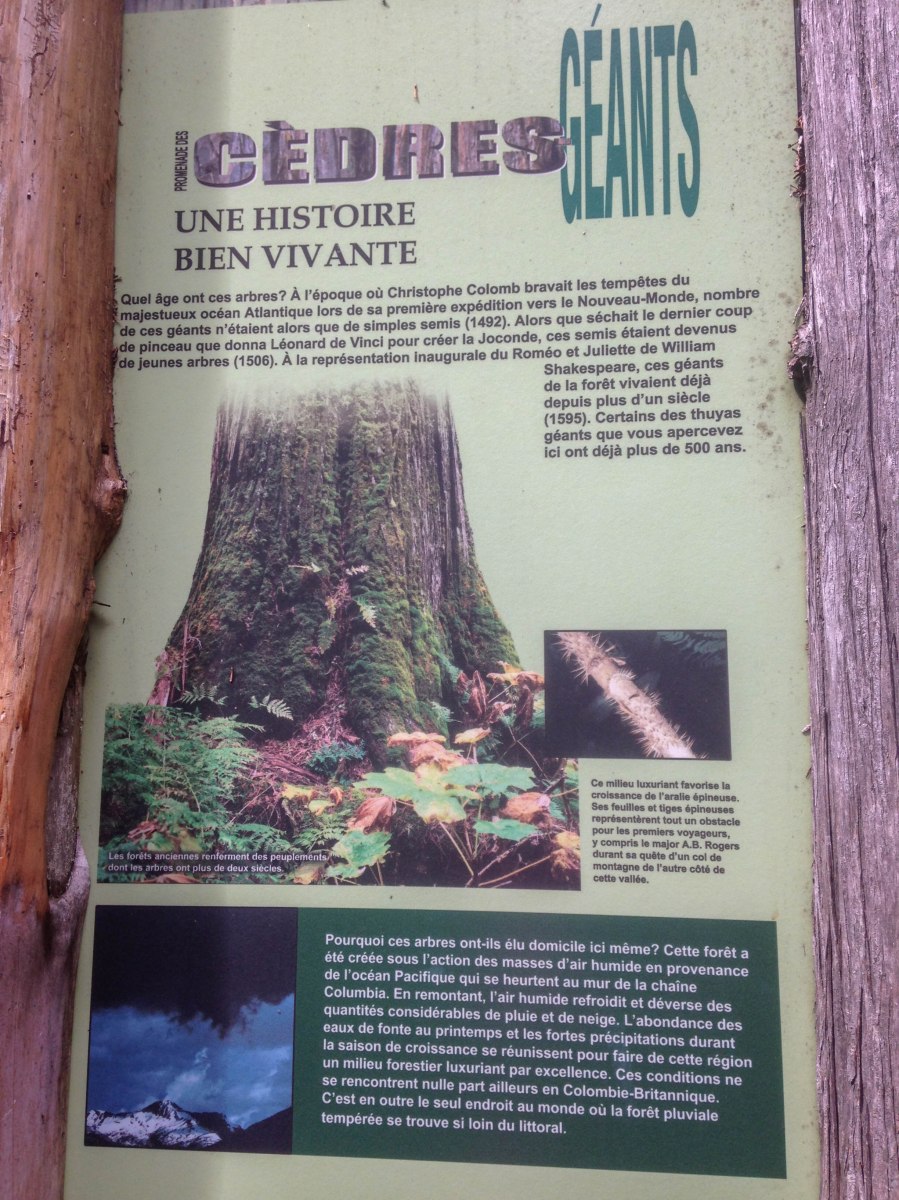 PROMENADE DES
CÈDRES
GÉANTS
UNE HISTOIRE
BIEN VIVANTE
Quel âge ont ces arbres? À l'époque où Christophe Colomb bravait les tempêtes du
majestueux océan Atlantique lors de sa première expédition vers le Nouveau-Monde, nombre
de ces géants n'étaient alors que de simples semis (1492). Alors que séchait le dernier coup
de pinceau que donna Léonard de Vinci pour créer la Joconde, ces semis étaient devenus
de jeunes arbres (1506). À la représentation inaugurale du Roméo et Juliette de William
Shakespeare, ces géants
de la forêt vivaient déjà
depuis plus d'un siècle
(1595). Certains des thuyas
géants que vous apercevez
ici ont déjà plus de 500 ans.
Ce milieu luxuriant favorise la
croissance de l'aralie épineuse.
Ses feuilles et tiges épineuses
représentèrent tout un obstacle
pour les premiers voyageurs,
y compris le major A.B. Rogers
durant sa quête d'un col de
montagne de l'autre côté de
cette vallée.
Les forêts anciennes renferment des peuplements
dont les arbres ont plus de deux siècles.
Pourquoi ces arbres ont-ils élu domicile ici même? Cette forêt a
été créée sous l'action des masses d'air humide en provenance
de l'océan Pacifique qui se heurtent au mur de la chaîne
Columbia. En remontant, l'air humide refroidit et déverse des
quantités considérables de pluie et de neige. L'abondance des
eaux de fonte au printemps et les fortes précipitations durant
la saison de croissance se réunissent pour faire de cette région
un milieu forestier luxuriant par excellence. Ces conditions ne
se rencontrent nulle part ailleurs en Colombie-Britannique.
C'est en outre le seul endroit au monde où la forêt pluviale
tempérée se trouve si loin du littoral.